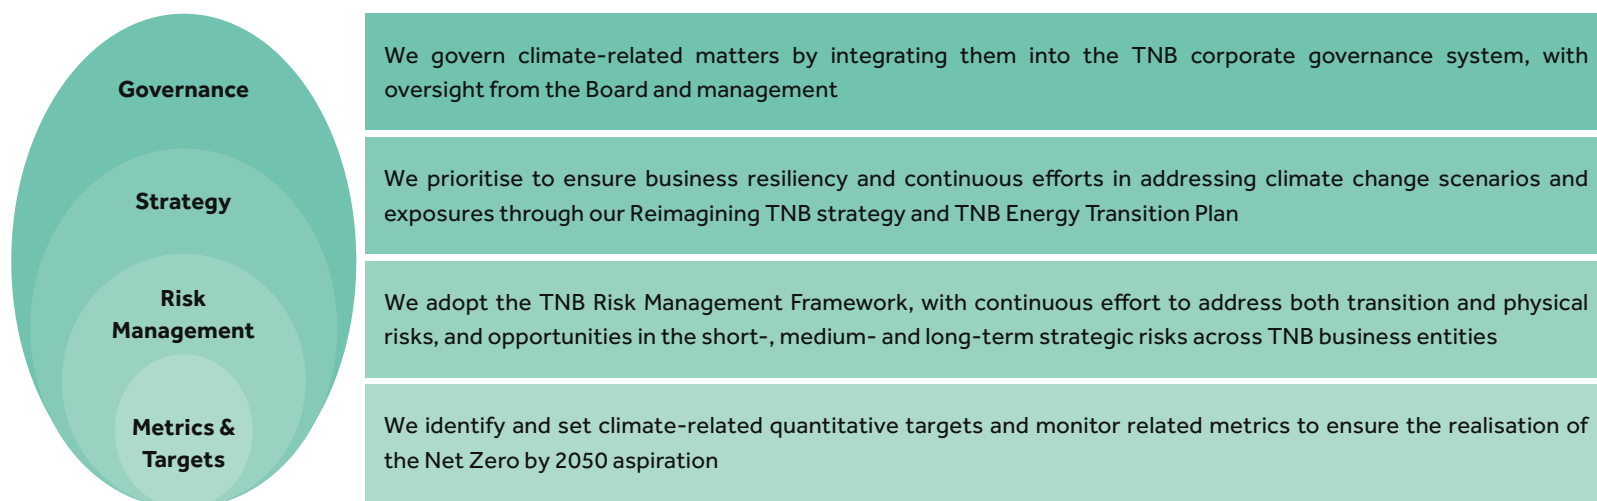 Governance
We govern climate-related matters by integrating them into the TNB corporate governance system, with
oversight from the Board and management
Strategy
We prioritise to ensure business resiliency and continuous efforts in addressing climate change scenarios and
exposures through our Reimagining TNB strategy and TNB Energy Transition Plan
Risk
Management
We adopt the TNB Risk Management Framework, with continuous effort to address both transition and physical
risks, and opportunities in the short-, medium- and long-term strategic risks across TNB business entities
Metrics &
Targets
We identify and set climate-related quantitative targets and monitor related metrics to ensure the realisation of
the Net Zero by 2050 aspiration